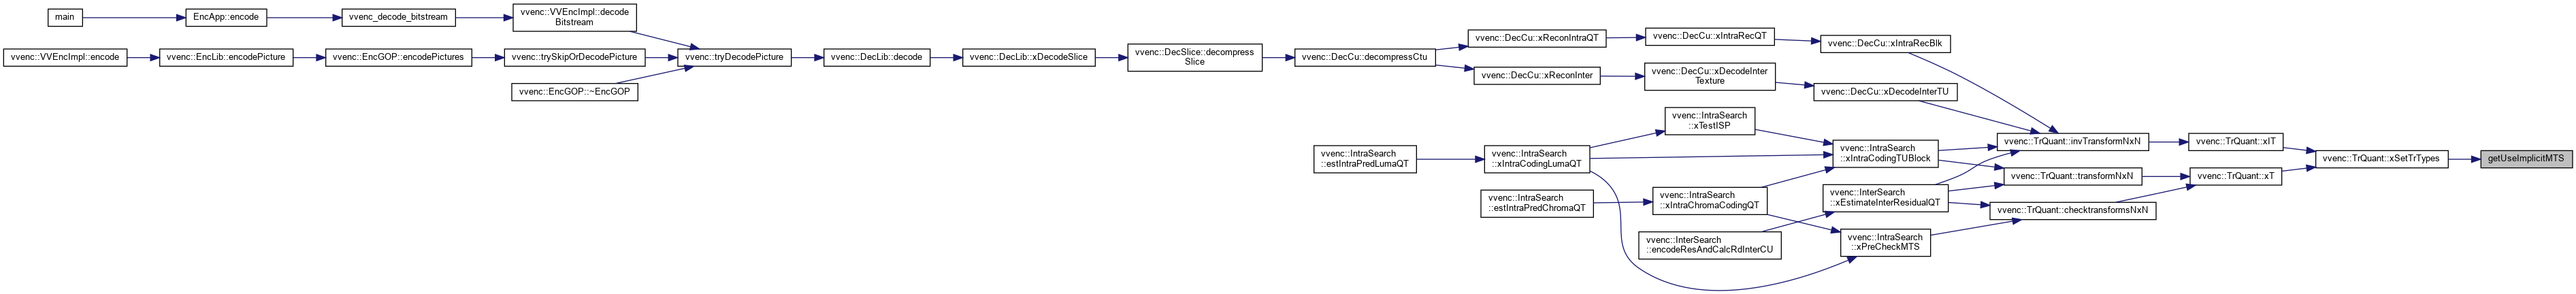 main
EncApp::encode
vvenc_decode_bitstream
vvenc::VVEncImpl::decode
Bitstream
vvenc::VVEncImpl::encode
vvenc::EncLib::encodePicture
vvenc::EncGOP::encodePictures
vvenc::trySkipOrDecodePicture
vvenc::EncGOP::~EncGOP
vvenc::tryDecodePicture
vvenc::DecLib::decode
vvenc::DecLib::xDecodeSlice
vvenc::DecSlice::decompress
Slice
vvenc::DecCu::decompressCtu
vvenc::DecCu::xReconIntraQT
vvenc::DecCu::xIntraRecQT
vvenc::DecCu::xIntraRecBlk
vvenc::DecCu::xReconInter
vvenc::DecCu::xDecodeInter
Texture
vvenc::DecCu::xDecodeInterTU
vvenc::IntraSearch
::xTestISP
vvenc::IntraSearch
::estIntraPredLumaQT
vvenc::IntraSearch
::xIntraCodingLumaQT
vvenc::IntraSearch
::xIntraCodingTUBlock
vvenc::IntraSearch
::estIntraPredChromaQT
vvenc::IntraSearch
::xIntraChromaCodingQT
vvenc::InterSearch
::xEstimateInterResidualQT
vvenc::InterSearch
::encodeResAndCalcRdInterCU
vvenc::IntraSearch
::xPreCheckMTS
vvenc::TrQuant::invTransformNxN
vvenc::TrQuant::transformNxN
vvenc::TrQuant::checktransformsNxN
vvenc::TrQuant::xIT
vvenc::TrQuant::xT
vvenc::TrQuant::xSetTrTypes
getUseImplicitMTS